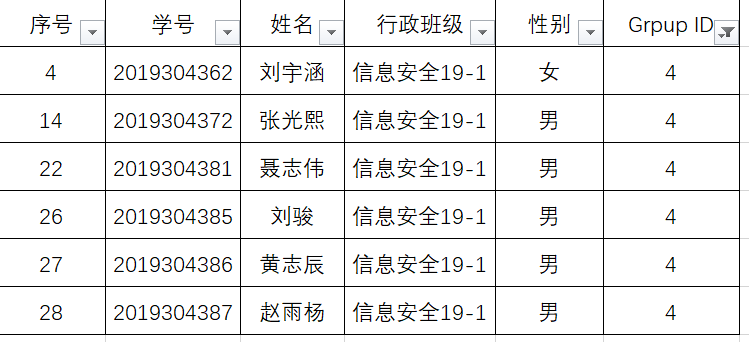 序号 学号 姓名 行政班级 性别 Grpup ID
4 2019304362 刘宇涵 信息安全19-1 女 4
14 2019304372 张光熙 信息安全19-1 男 4
22 2019304381 聂志伟 信息安全19-1 男 4
26 2019304385 刘骏 信息安全19-1 男 4
27 2019304386 黄志辰 信息安全19-1 男 4
28 2019304387 赵雨杨 信息安全19-1 男 4